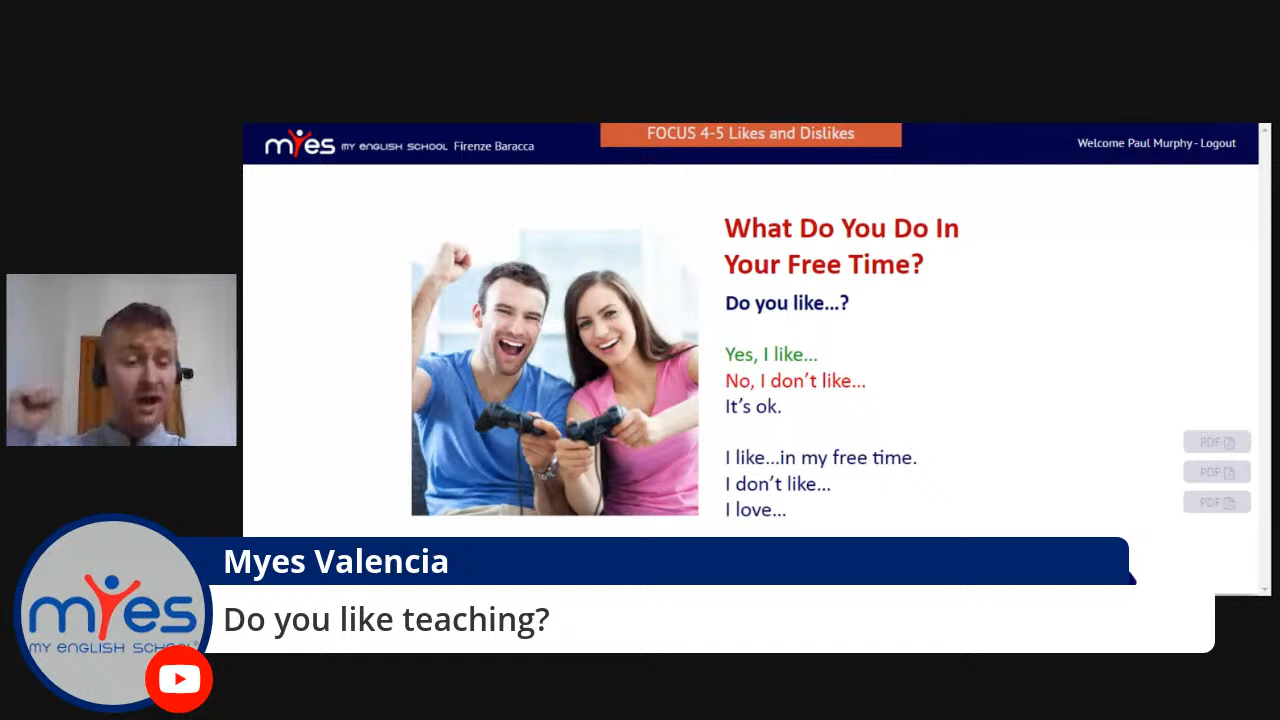 myes MY ENGLISH SCHOOL Firenze Baracca
FOCUS 4-5 Likes and Dislikes
Welcome Paul Murphy - Logout
What Do You Do In
Your Free Time?
Do you like...?
Yes, I like...
No, I don't like...
It's ok.
I like...in my free time.
I don't like...
I love...
PDF
PDF
PDF
Myes Valencia
Do you like teaching?
myes
MY ENGLISH SCHOOL